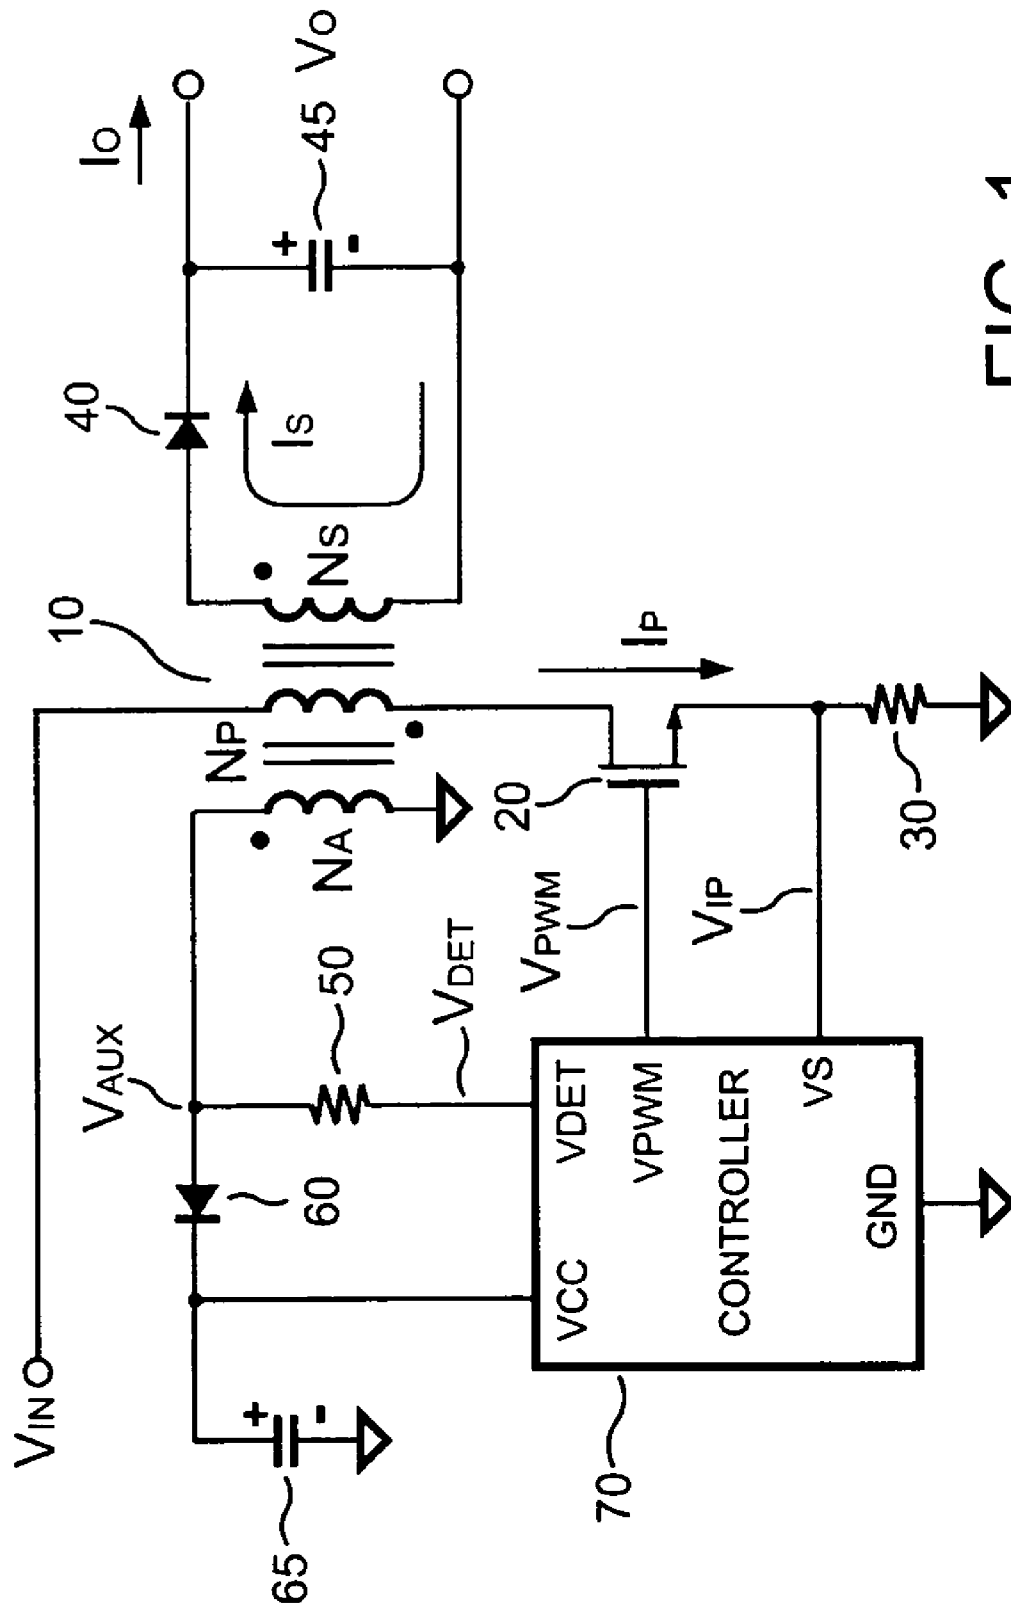 VIN
VAUX
10
40
IO
VO
45
IS
NS
NP
NA
65
60
50
VDET
20
IP
VPWM
VIP
30
70
VCC
VDET
VPWM
CONTROLLER
VS
GND